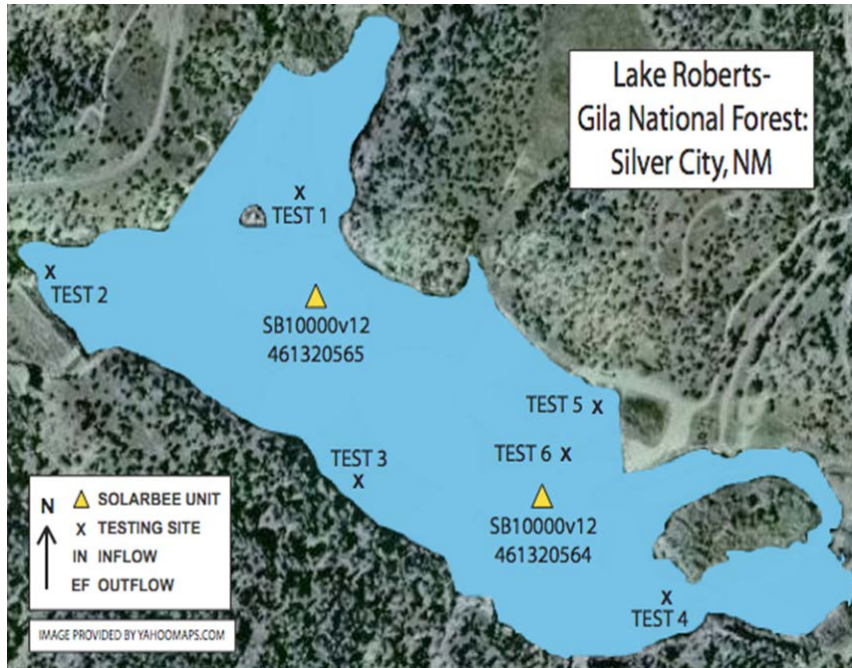 Lake Roberts-
Gila National Forest:
Silver City, NM
X
TEST 1
X
TEST 2
SB10000v12
461320565
TEST 5 X
TEST 3
X
TEST 6 X
SB10000v12
461320564
X
TEST 4
N
SOLARBEE UNIT
X TESTING SITE
IN INFLOW
EF OUTFLOW
IMAGE PROVIDED BY YAHOOMAPS.COM